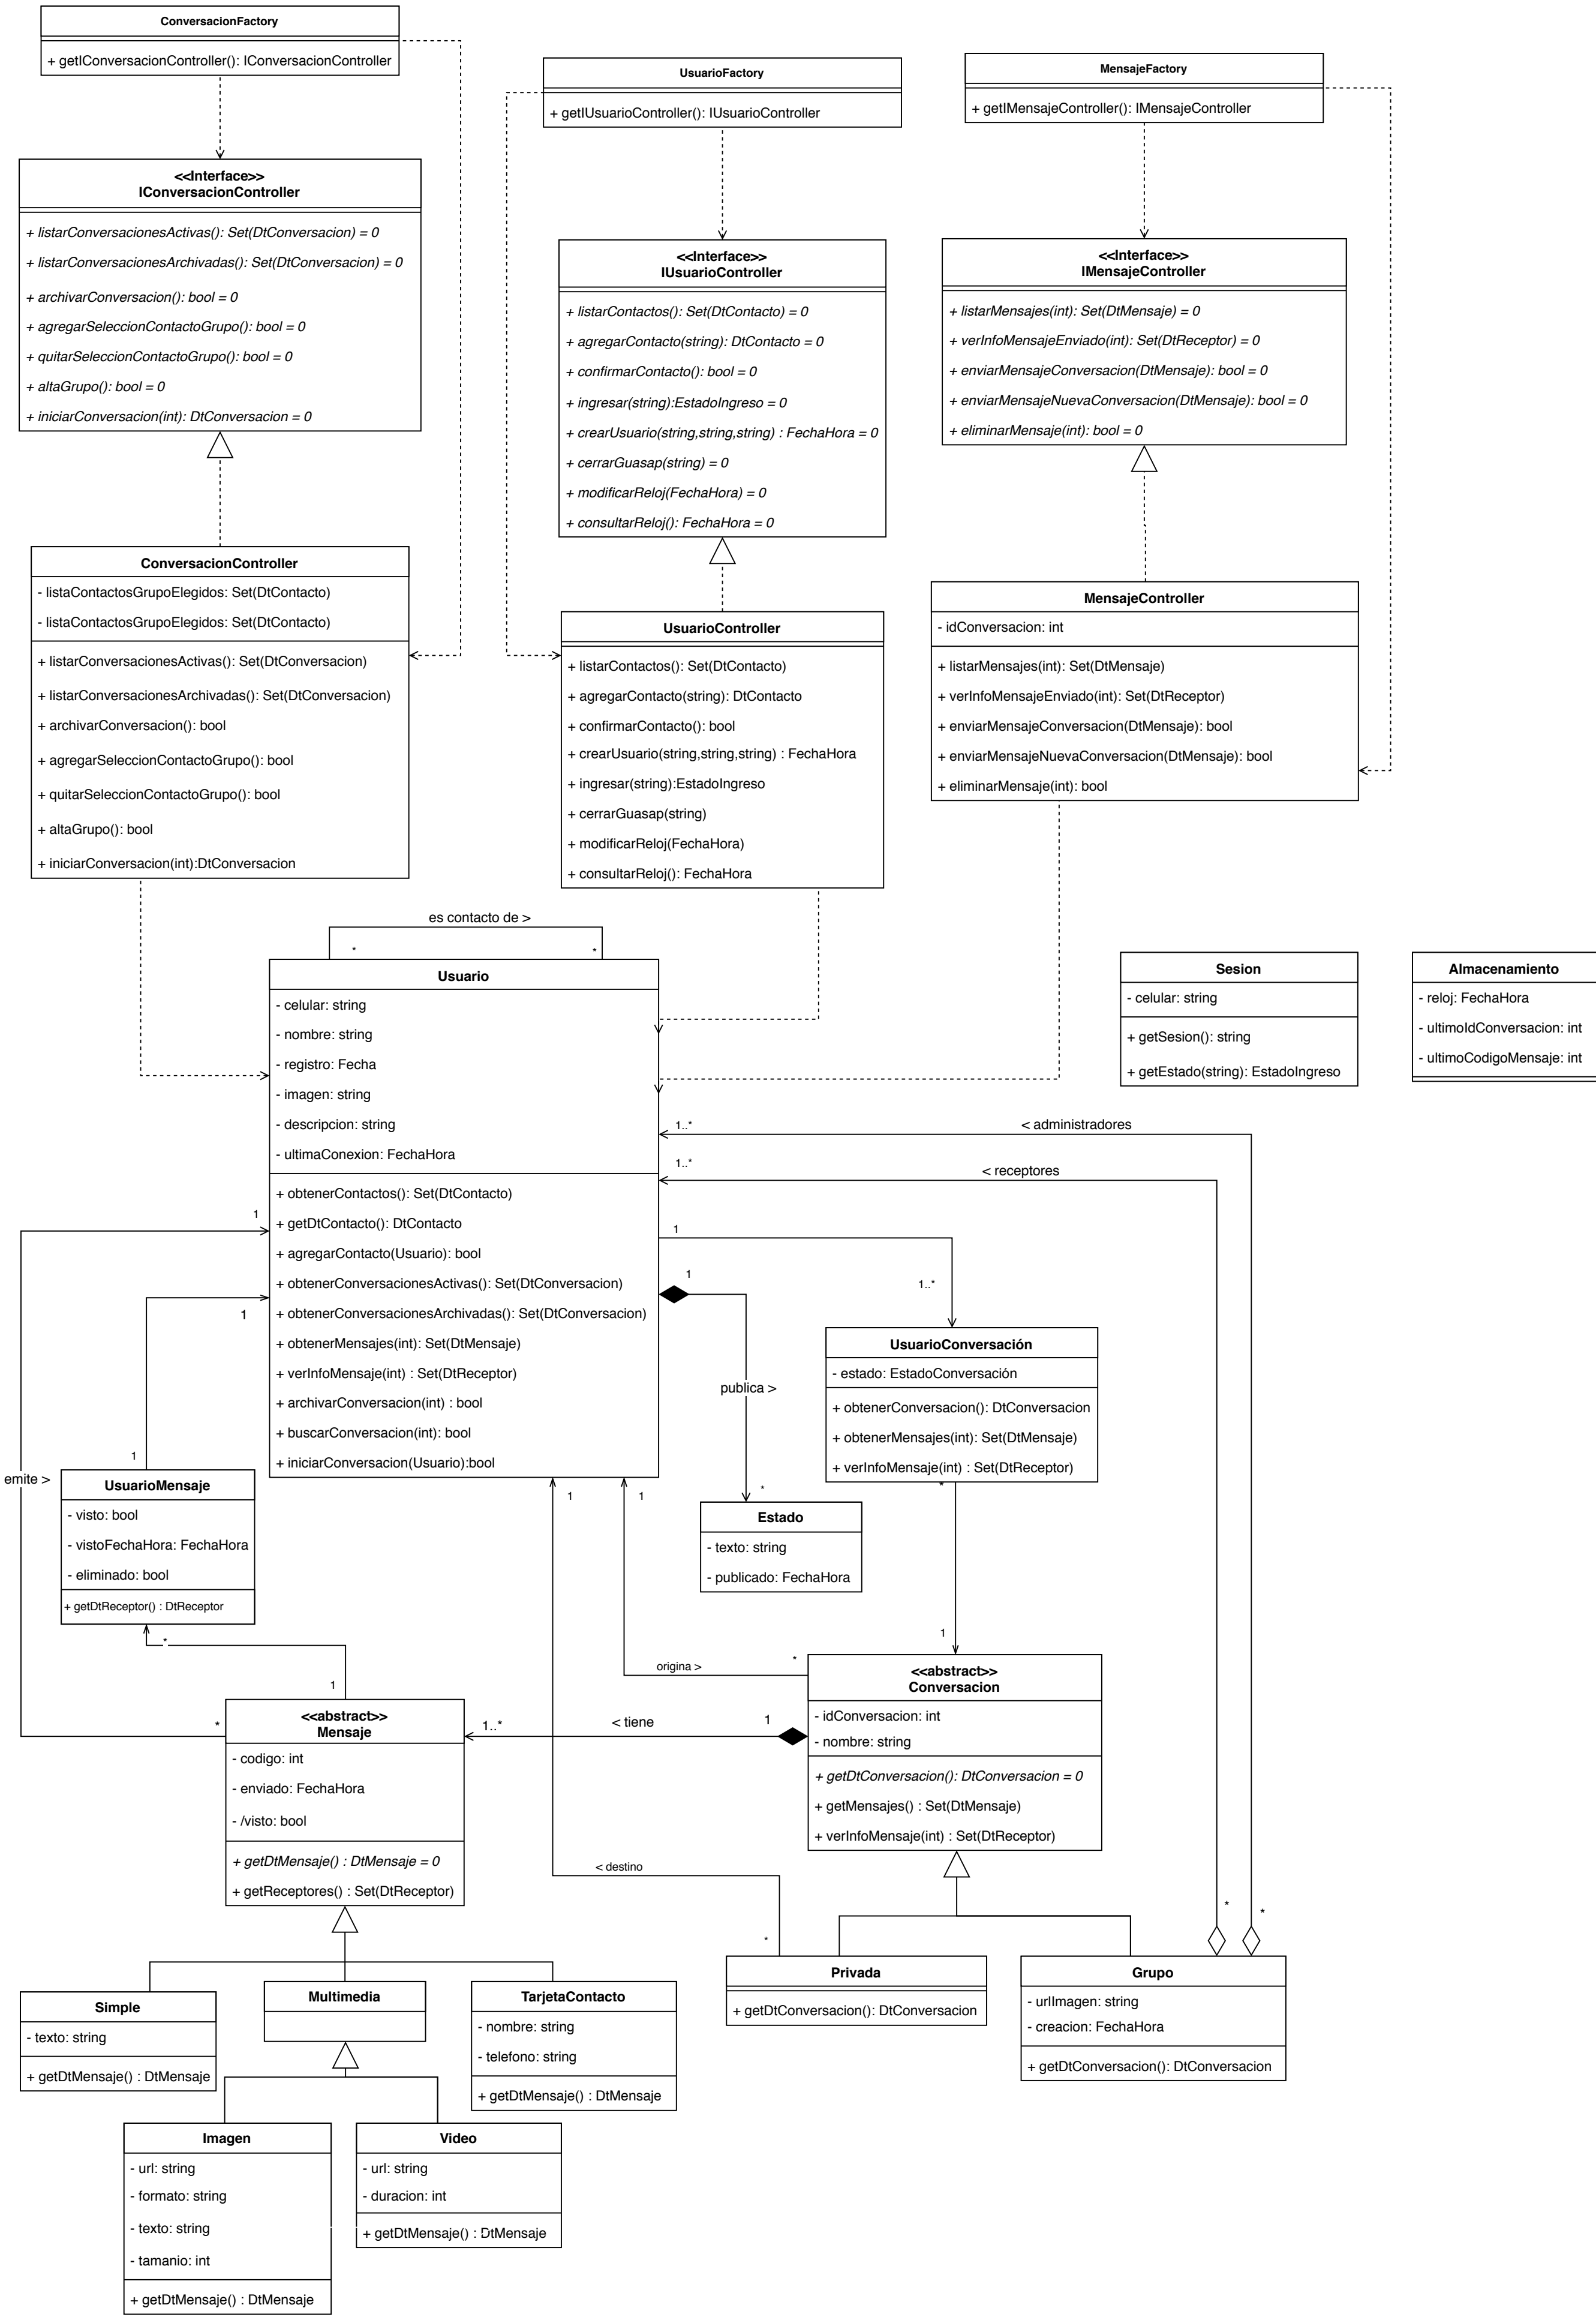 ConversacionFactory
+ getIConversacionController(): IConversacionController
UsuarioFactory
+ getIUsuarioController(): IUsuarioController
MensajeFactory
+ getIMensajeController(): IMensajeController
<<Interface>>
IConversacionController
+ listarConversacionesActivas(): Set(DtConversacion) = 0
+ listarConversacionesArchivadas(): Set(DtConversacion) = 0
+ archivarConversacion(): bool = 0
+ agregarSeleccionContactoGrupo(): bool = 0
+ quitarSeleccionContactoGrupo(): bool = 0
+ altaGrupo(): bool = 0
+ iniciarConversacion(int): DtConversacion = 0
<<Interface>>
IUsuarioController
+ listarContactos(): Set(DtContacto) = 0
+ agregarContacto(string): DtContacto = 0
+ confirmarContacto(): bool = 0
+ ingresar(string):EstadoIngreso = 0
+ crearUsuario(string,string,string) : FechaHora = 0
+ cerrarGuasap(string) = 0
+ modificarReloj(FechaHora) = 0
+ consultarReloj(): FechaHora = 0
<<Interface>>
IMensajeController
+ listarMensajes(int): Set(DtMensaje) = 0
+ verInfoMensajeEnviado(int): Set(DtReceptor) = 0
+ enviarMensajeConversacion(DtMensaje): bool = 0
+ enviarMensajeNuevaConversacion(DtMensaje): bool = 0
+ eliminarMensaje(int): bool = 0
ConversacionController
- listaContactosGrupoElegidos: Set(DtContacto)
- listaContactosGrupoElegidos: Set(DtContacto)
+ listarConversacionesActivas(): Set(DtConversacion)
+ listarConversacionesArchivadas(): Set(DtConversacion)
+ archivarConversacion(): bool
+ agregarSeleccionContactoGrupo(): bool
+ quitarSeleccionContactoGrupo(): bool
+ altaGrupo(): bool
+ iniciarConversacion(int):DtConversacion
UsuarioController
+ listarContactos(): Set(DtContacto)
+ agregarContacto(string): DtContacto
+ confirmarContacto(): bool
+ crearUsuario(string,string,string) : FechaHora
+ ingresar(string):EstadoIngreso
+ cerrarGuasap(string)
+ modificarReloj(FechaHora)
+ consultarReloj(): FechaHora
MensajeController
- idConversacion: int
+ listarMensajes(int): Set(DtMensaje)
+ verInfoMensajeEnviado(int): Set(DtReceptor)
+ enviarMensajeConversacion(DtMensaje): bool
+ enviarMensajeNuevaConversacion(DtMensaje): bool
+ eliminarMensaje(int): bool
es contacto de >
*
*
Usuario
- celular: string
- nombre: string
- registro: Fecha
- imagen: string
- descripcion: string
- ultimaConexion: FechaHora
+ obtenerContactos(): Set(DtContacto)
+ getDtContacto(): DtContacto
+ agregarContacto(Usuario): bool
+ obtenerConversacionesActivas(): Set(DtConversacion)
+ obtenerConversacionesArchivadas(): Set(DtConversacion)
+ obtenerMensajes(int): Set(DtMensaje)
+ verInfoMensaje(int) : Set(DtReceptor)
+ archivarConversacion(int) : bool
+ buscarConversacion(int): bool
+ iniciarConversacion(Usuario):bool
Sesion
- celular: string
+ getSesion(): string
+ getEstado(string): EstadoIngreso
Almacenamiento
- reloj: FechaHora
- ultimoIdConversacion: int
- ultimoCodigoMensaje: int
1..*
< administradores
1..*
< receptores
1
1
1..*
1
publica >
*
1
1
emite >
UsuarioConversación
- estado: EstadoConversación
+ obtenerConversacion(): DtConversacion
+ obtenerMensajes(int): Set(DtMensaje)
+ verInfoMensaje(int) : Set(DtReceptor)
*
1
UsuarioMensaje
- visto: bool
- vistoFechaHora: FechaHora
- eliminado: bool
+ getDtReceptor() : DtReceptor
*
1
1
1
Estado
- texto: string
- publicado: FechaHora
origina >
*
<<abstract>>
Mensaje
- codigo: int
- enviado: FechaHora
- /visto: bool
+ getDtMensaje() : DtMensaje = 0
+ getReceptores() : Set(DtReceptor)
*
1..*
< tiene
1
<<abstract>>
Conversacion
- idConversacion: int
- nombre: string
+ getDtConversacion(): DtConversacion = 0
+ getMensajes() : Set(DtMensaje)
+ verInfoMensaje(int) : Set(DtReceptor)
< destino
*
*
*
Simple
- texto: string
+ getDtMensaje() : DtMensaje
Multimedia
TarjetaContacto
- nombre: string
- telefono: string
+ getDtMensaje() : DtMensaje
Privada
+ getDtConversacion(): DtConversacion
Grupo
- urlImagen: string
- creacion: FechaHora
+ getDtConversacion(): DtConversacion
Imagen
- url: string
- formato: string
- texto: string
- tamanio: int
+ getDtMensaje() : DtMensaje
Video
- url: string
- duracion: int
+ getDtMensaje() : DtMensaje